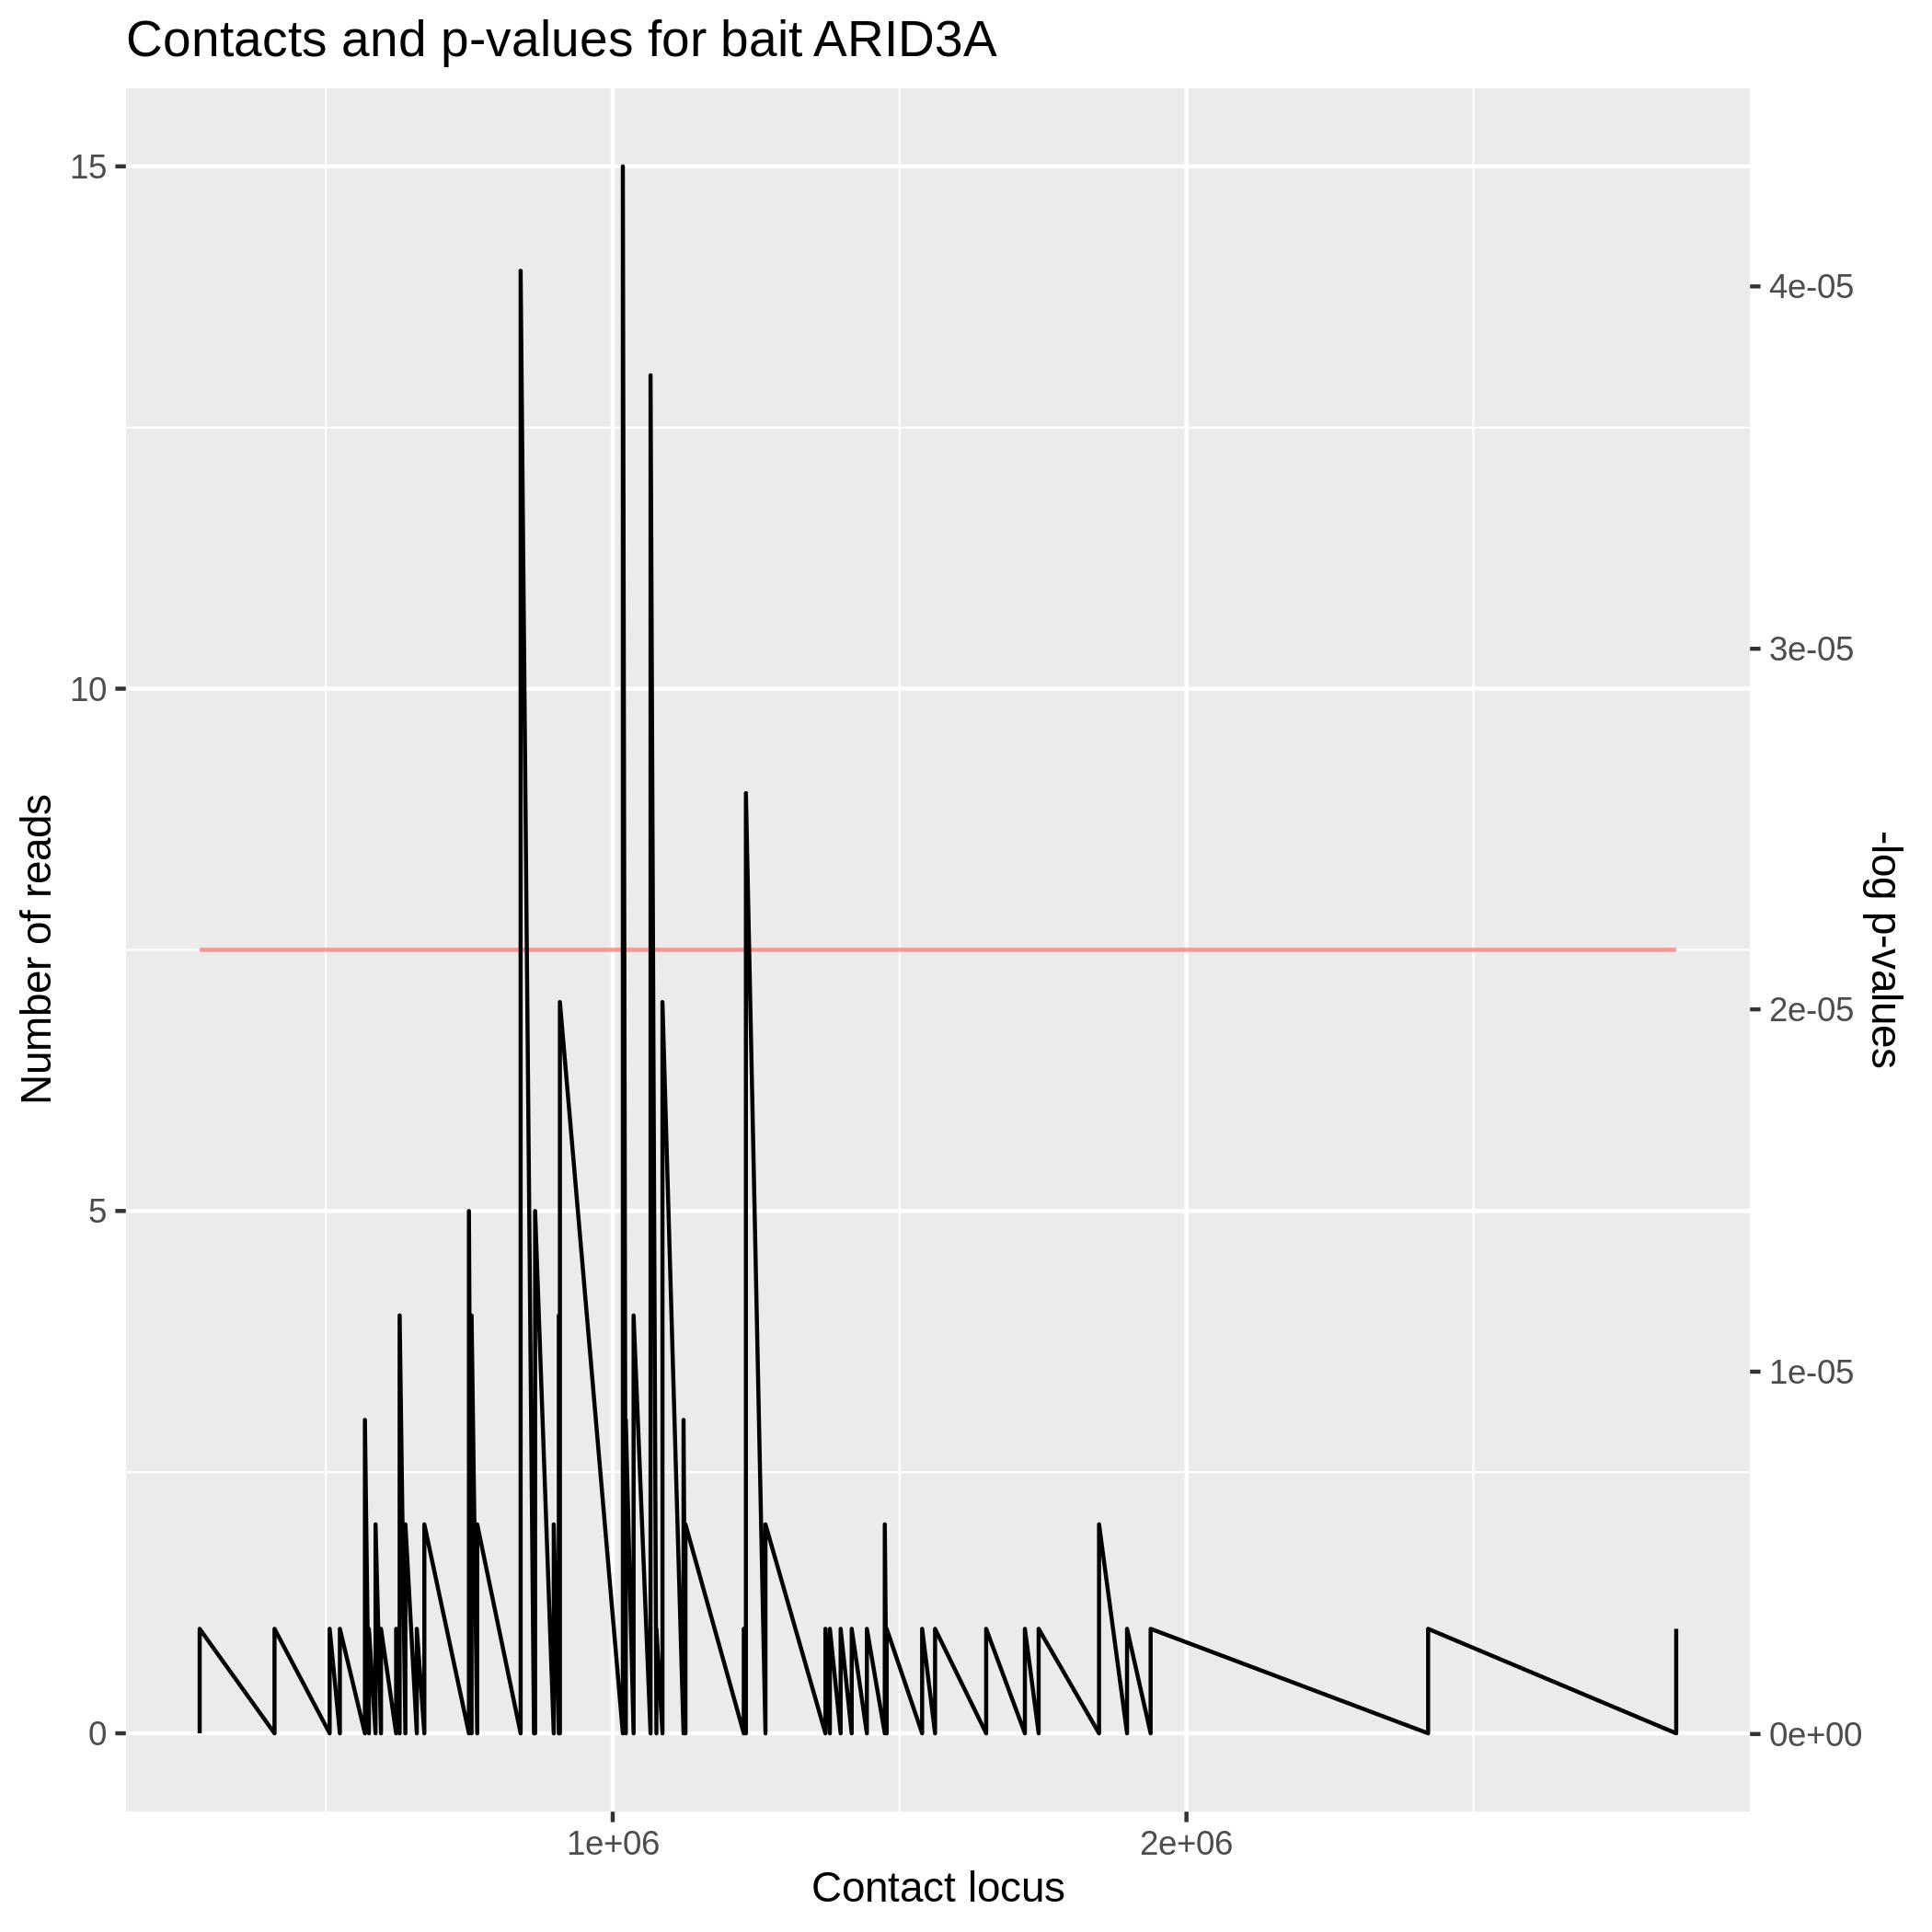 Contacts and p-values for bait ARID3A
15
10
5
0
Number of reads
4e-05
3e-05
2e-05
1e-05
0e+00
-log p-values
1e+06
2e+06
Contact locus